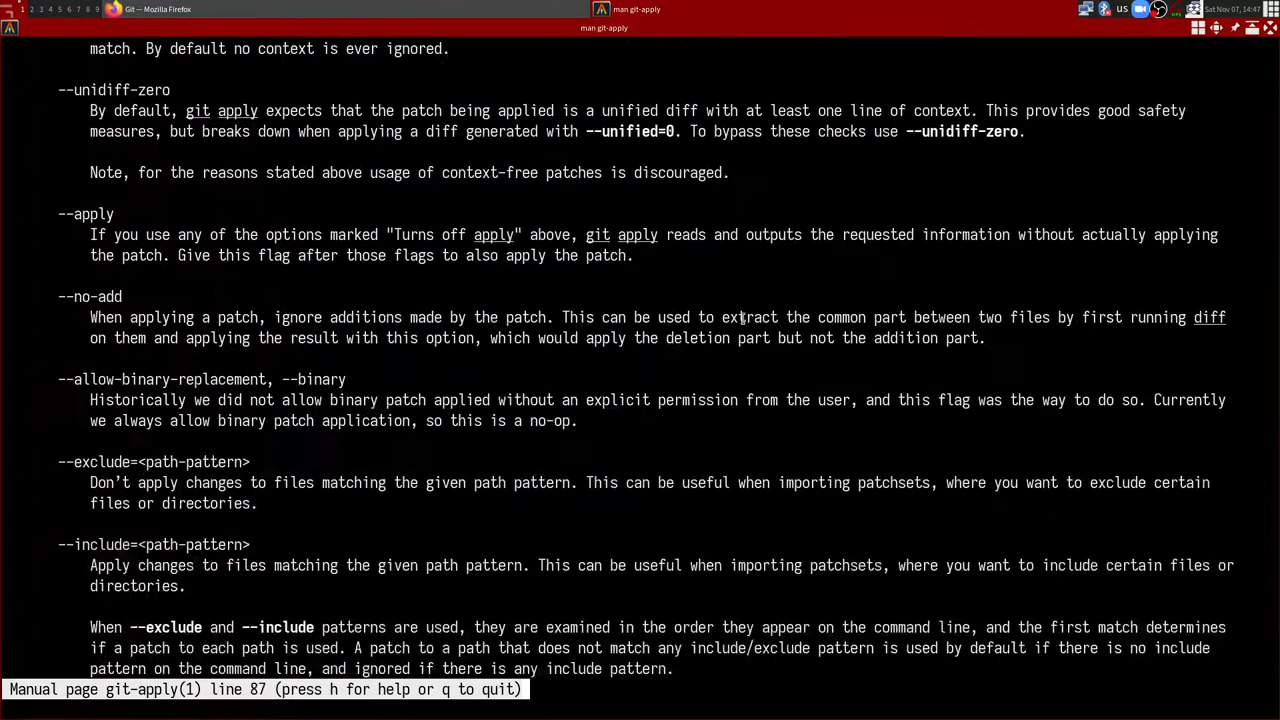 1 2 3 4 5 6 7 8 9 Git — Mozilla Firefox man git-apply us Sat Nov 07, 14:47
man git-apply
match. By default no context is ever ignored.
--unidiff-zero
By default, git apply expects that the patch being applied is a unified diff with at least one line of context. This provides good safety
measures, but breaks down when applying a diff generated with --unified=0. To bypass these checks use --unidiff-zero.
Note, for the reasons stated above usage of context-free patches is discouraged.
--apply
If you use any of the options marked "Turns off apply" above, git apply reads and outputs the requested information without actually applying
the patch. Give this flag after those flags to also apply the patch.
--no-add
When applying a patch, ignore additions made by the patch. This can be used to extract the common part between two files by first running diff
on them and applying the result with this option, which would apply the deletion part but not the addition part.
--allow-binary-replacement, --binary
Historically we did not allow binary patch applied without an explicit permission from the user, and this flag was the way to do so. Currently
we always allow binary patch application, so this is a no-op.
--exclude=<path-pattern>
Don’t apply changes to files matching the given path pattern. This can be useful when importing patchsets, where you want to exclude certain
files or directories.
--include=<path-pattern>
Apply changes to files matching the given path pattern. This can be useful when importing patchsets, where you want to include certain files or
directories.
When --exclude and --include patterns are used, they are examined in the order they appear on the command line, and the first match determines
if a patch to each path is used. A patch to a path that does not match any include/exclude pattern is used by default if there is no include
pattern on the command line, and ignored if there is any include pattern.
Manual page git-apply(1) line 87 (press h for help or q to quit)